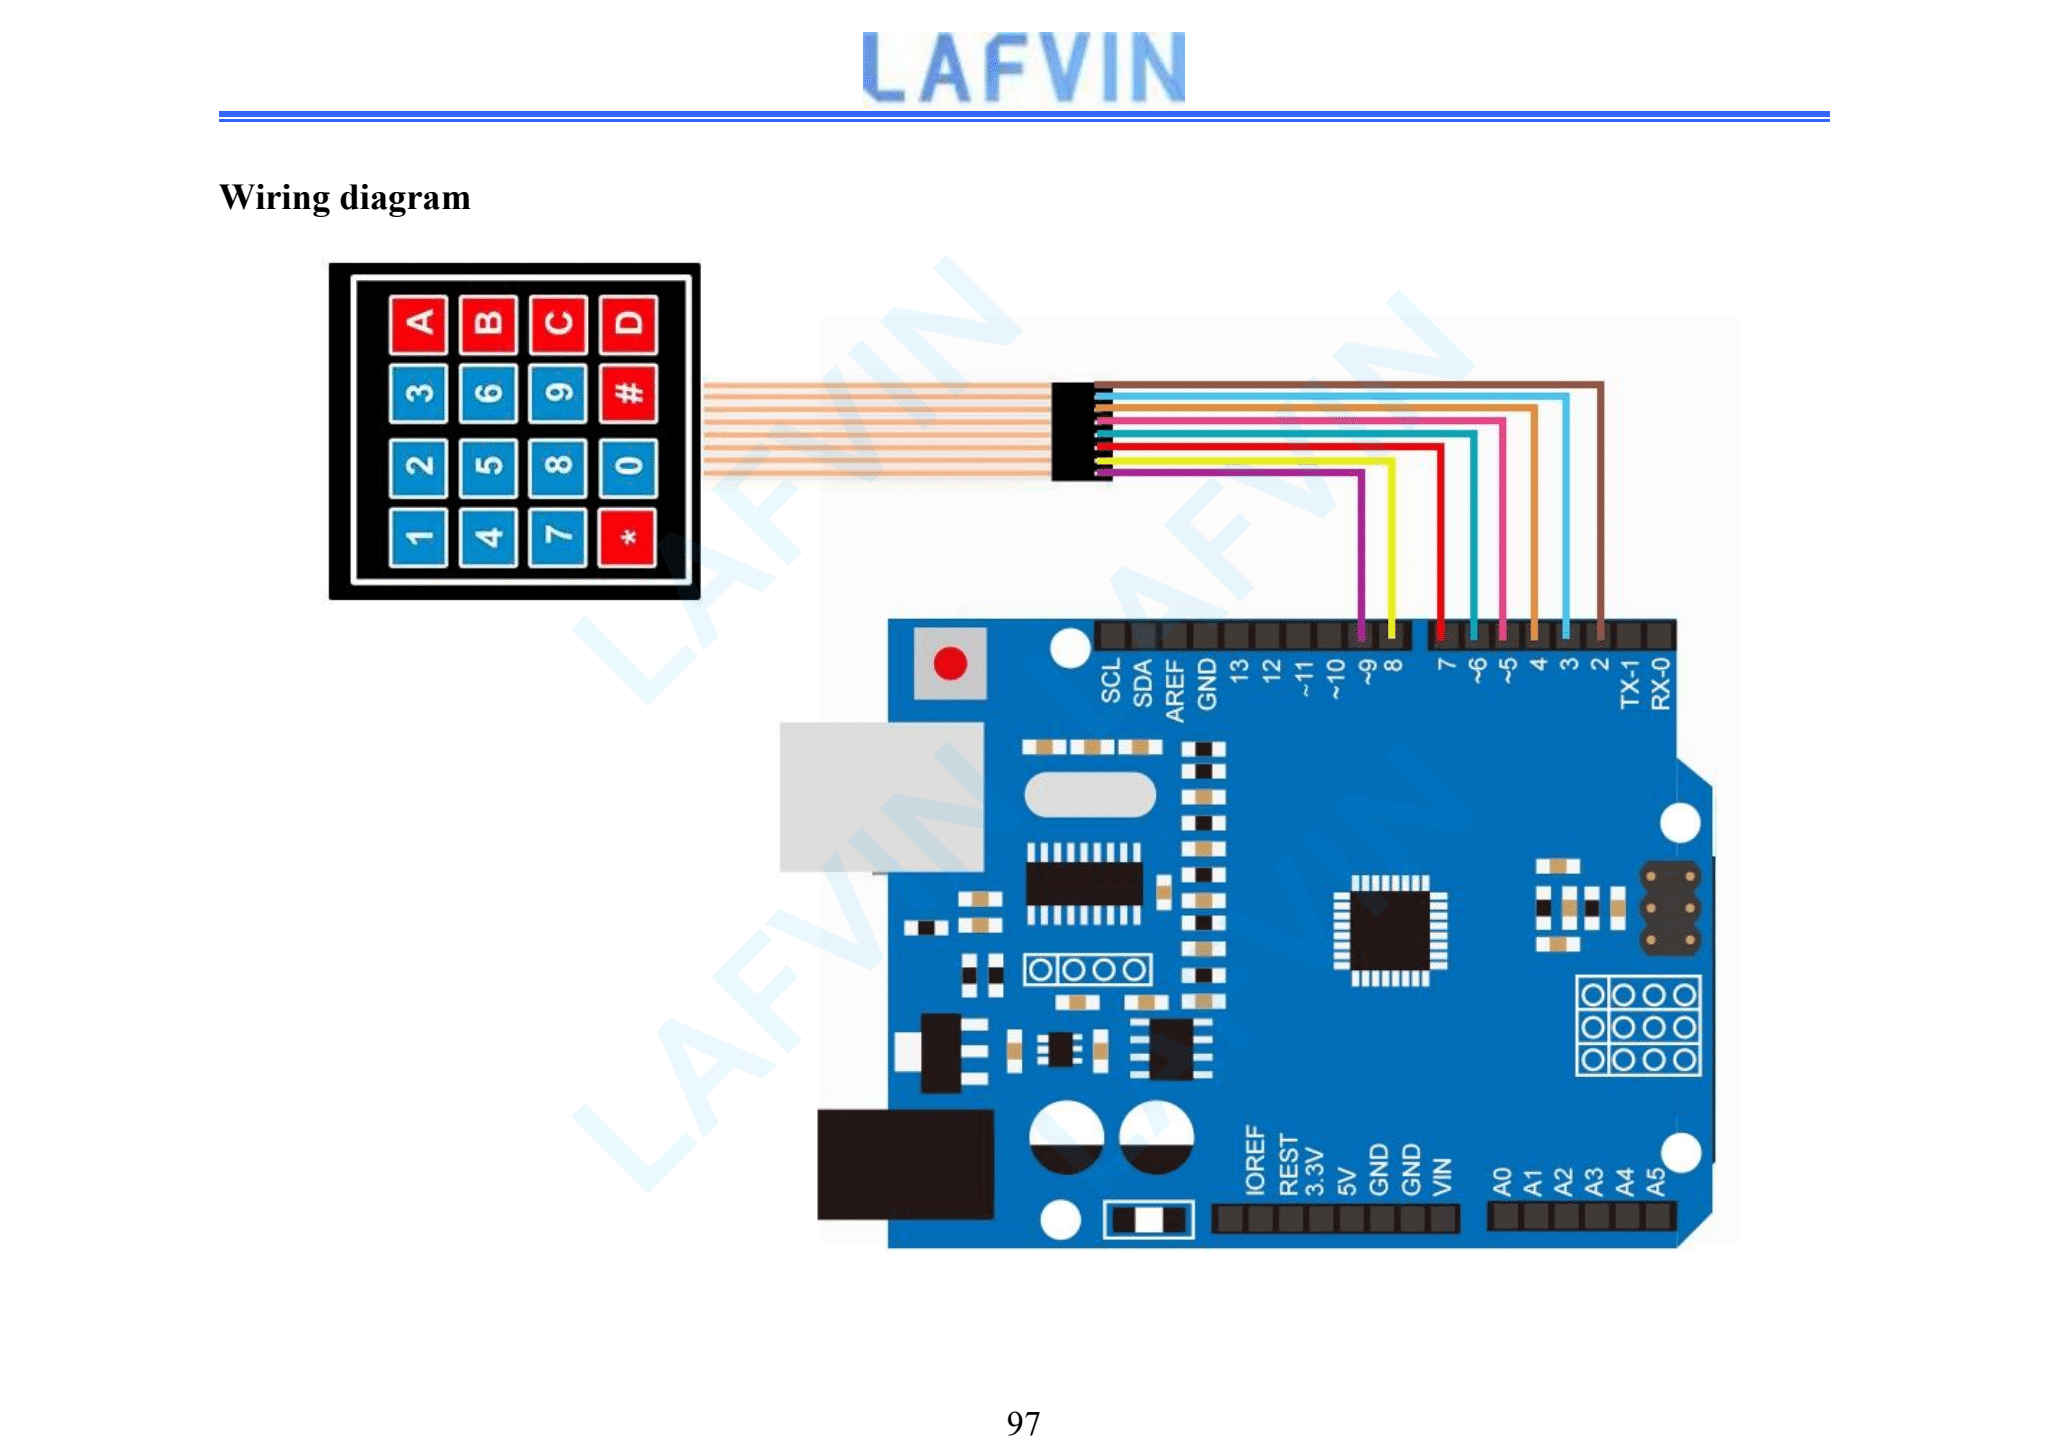 LAFVIN
Wiring diagram
A B C D
3 6 9 #
2 5 8 0
1 4 7 *
SCL
SDA
AREF
GND
13
12
~11
~10
~9
8
7
~6
~5
4
3
2
TX-1
RX-0
IOREF
REST
3.3V
5V
GND
GND
VIN
A0
A1
A2
A3
A4
A5
LAFVIN
LAFVIN
LAFVIN
LAFVIN
97